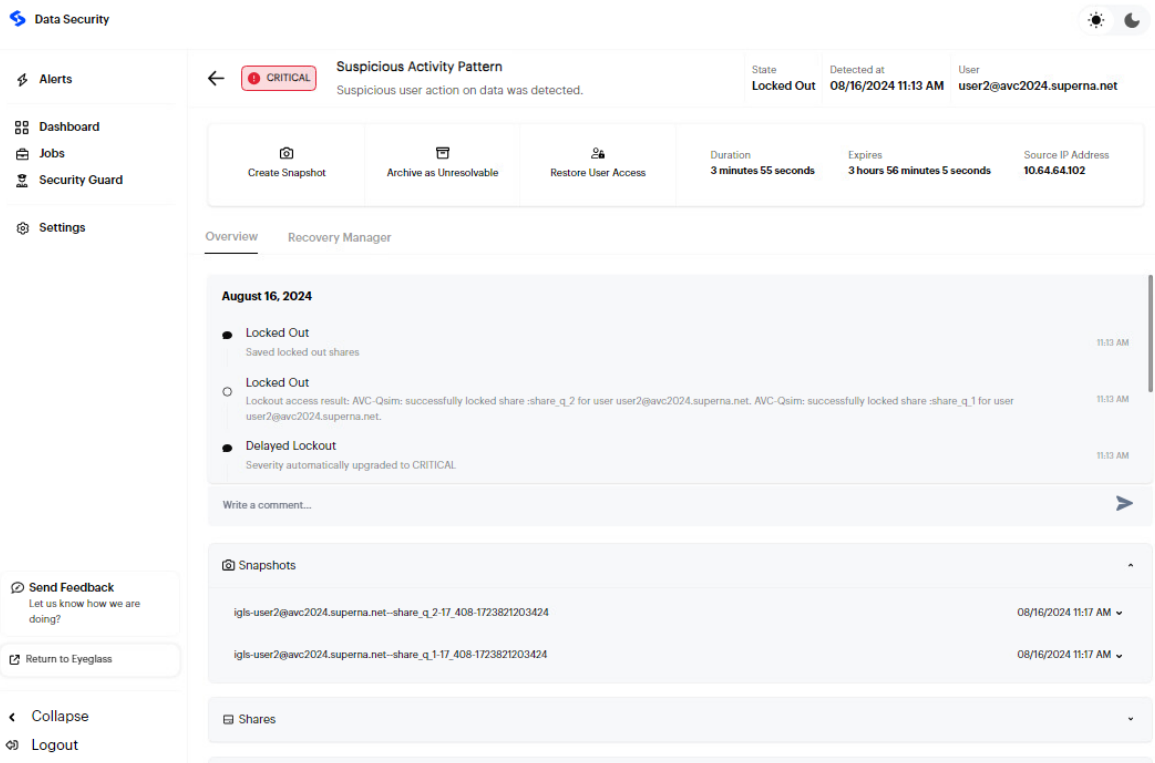 Data Security
Alerts
Dashboard
Jobs
Security Guard
Settings
Send Feedback
Let us know how we are
doing?
Return to Eyeglass
Collapse
Logout
CRITICAL
Suspicious Activity Pattern
Suspicious user action on data was detected.
State
Locked Out
Detected at
08/16/2024 11:13 AM
User
user2@avc2024.superna.net
Create Snapshot
Archive as Unresolvable
Restore User Access
Duration
3 minutes 55 seconds
Expires
3 hours 56 minutes 5 seconds
Source IP Address
10.64.64.102
Overview
Recovery Manager
August 16, 2024
Locked Out
Saved locked out shares
11:13 AM
Locked Out
Lockout access result: AVC-Qsim: successfully locked share :share_q_2 for user user2@avc2024.superna.net. AVC-Qsim: successfully locked share :share_q_1 for user
user2@avc2024.superna.net.
11:13 AM
Delayed Lockout
Severity automatically upgraded to CRITICAL
11:13 AM
Write a comment...
Snapshots
igls-user2@avc2024.superna.net--share_q_2-17_408-1723821203424
08/16/2024 11:17 AM
igls-user2@avc2024.superna.net--share_q_1-17_408-1723821203424
08/16/2024 11:17 AM
Shares